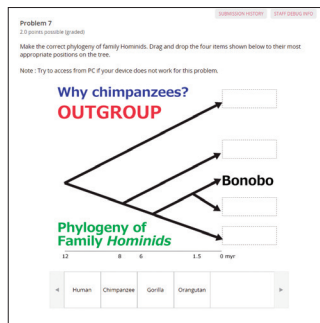 SUBMISSION HISTORY STAFF DEBUG INFO
Problem 7
2.0 points possible (graded)
Make the correct phylogeny of family Hominids. Drag and drop the four items shown below to their most
appropriate positions on the tree.
Note : Try to access from PC if your device does not work for this problem.
Why chimpanzees?
OUTGROUP
Bonobo
Phylogeny of
Family Hominids
12 8 6 1.5 0 myr
Human Chimpanzee Gorilla Orangutan